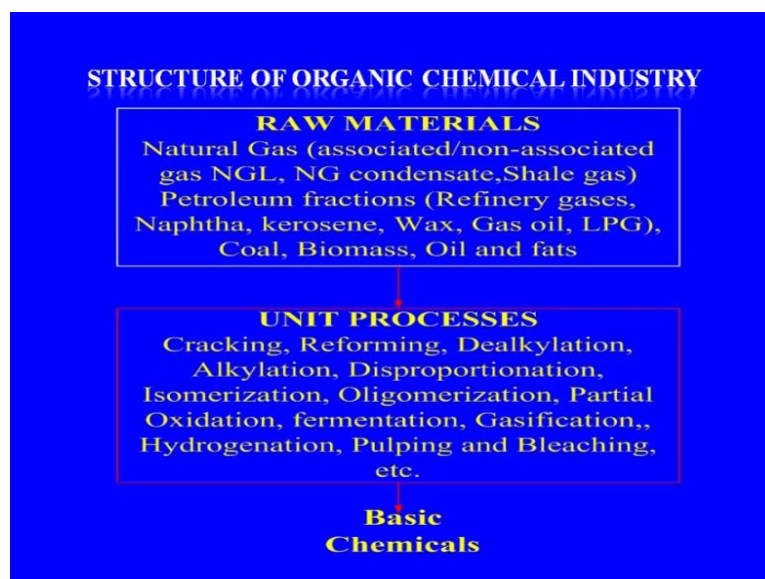 STRUCTURE OF ORGANIC CHEMICAL INDUSTRY
RAW MATERIALS
Natural Gas (associated/non-associated
gas NGL, NG condensate,Shale gas)
Petroleum fractions (Refinery gases,
Naphtha, kerosene, Wax, Gas oil, LPG),
Coal, Biomass, Oil and fats
UNIT PROCESSES
Cracking, Reforming, Dealkylation,
Alkylation, Disproportionation,
Isomerization, Oligomerization, Partial
Oxidation, fermentation, Gasification,,
Hydrogenation, Pulping and Bleaching,
etc.
Basic
Chemicals